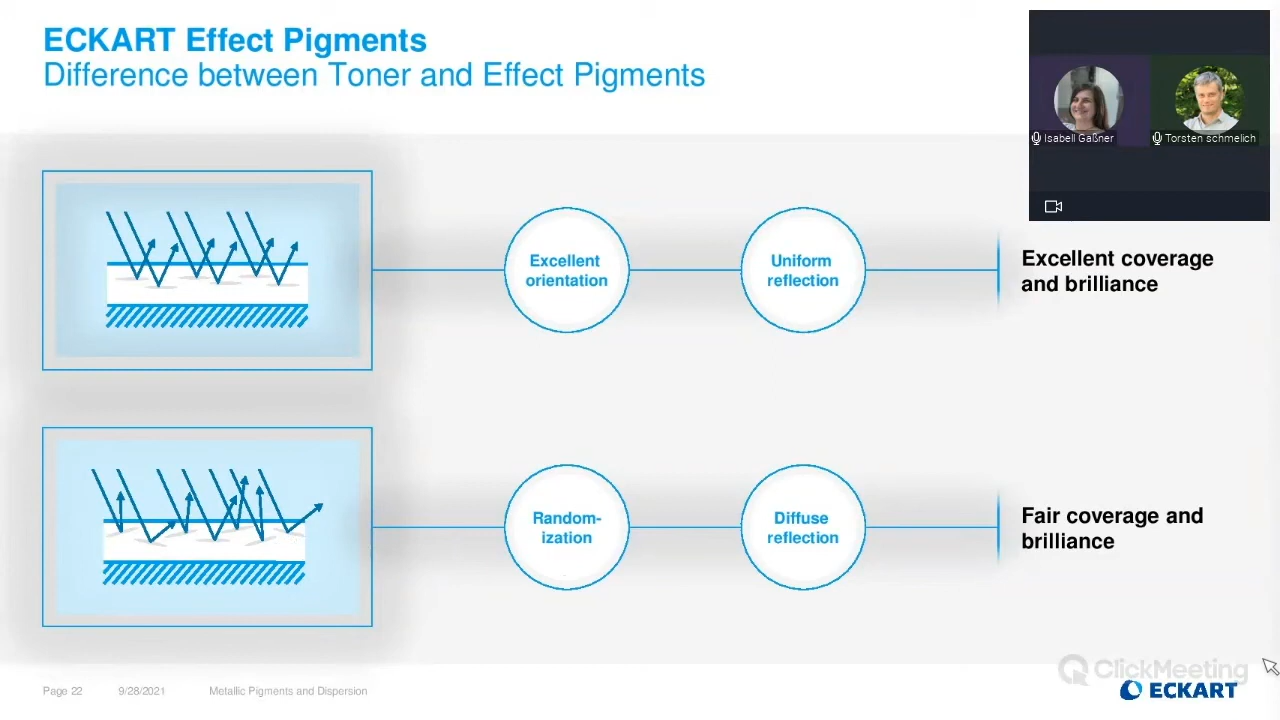 ECKART Effect Pigments
Difference between Toner and Effect Pigments
Isabell Gaßner
Torsten schmelich
Excellent
orientation
Uniform
reflection
Excellent coverage
and brilliance
Random-
ization
Diffuse
reflection
Fair coverage and
brilliance
Page 22
9/28/2021
Metallic Pigments and Dispersion
ClickMeeting
ECKART